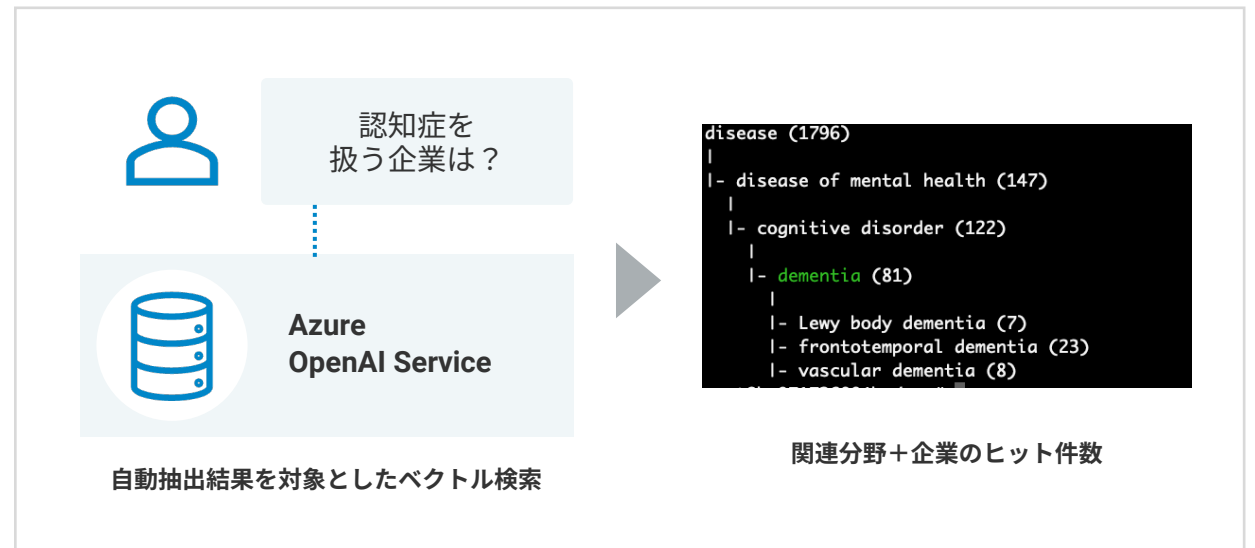 認知症を
扱う企業は？
Azure
OpenAI Service
自動抽出結果を対象としたベクトル検索
disease (1796)
|
|- disease of mental health (147)
|
|- cognitive disorder (122)
|
|- dementia (81)
|
|- Lewy body dementia (7)
|- frontotemporal dementia (23)
|- vascular dementia (8)
関連分野＋企業のヒット件数